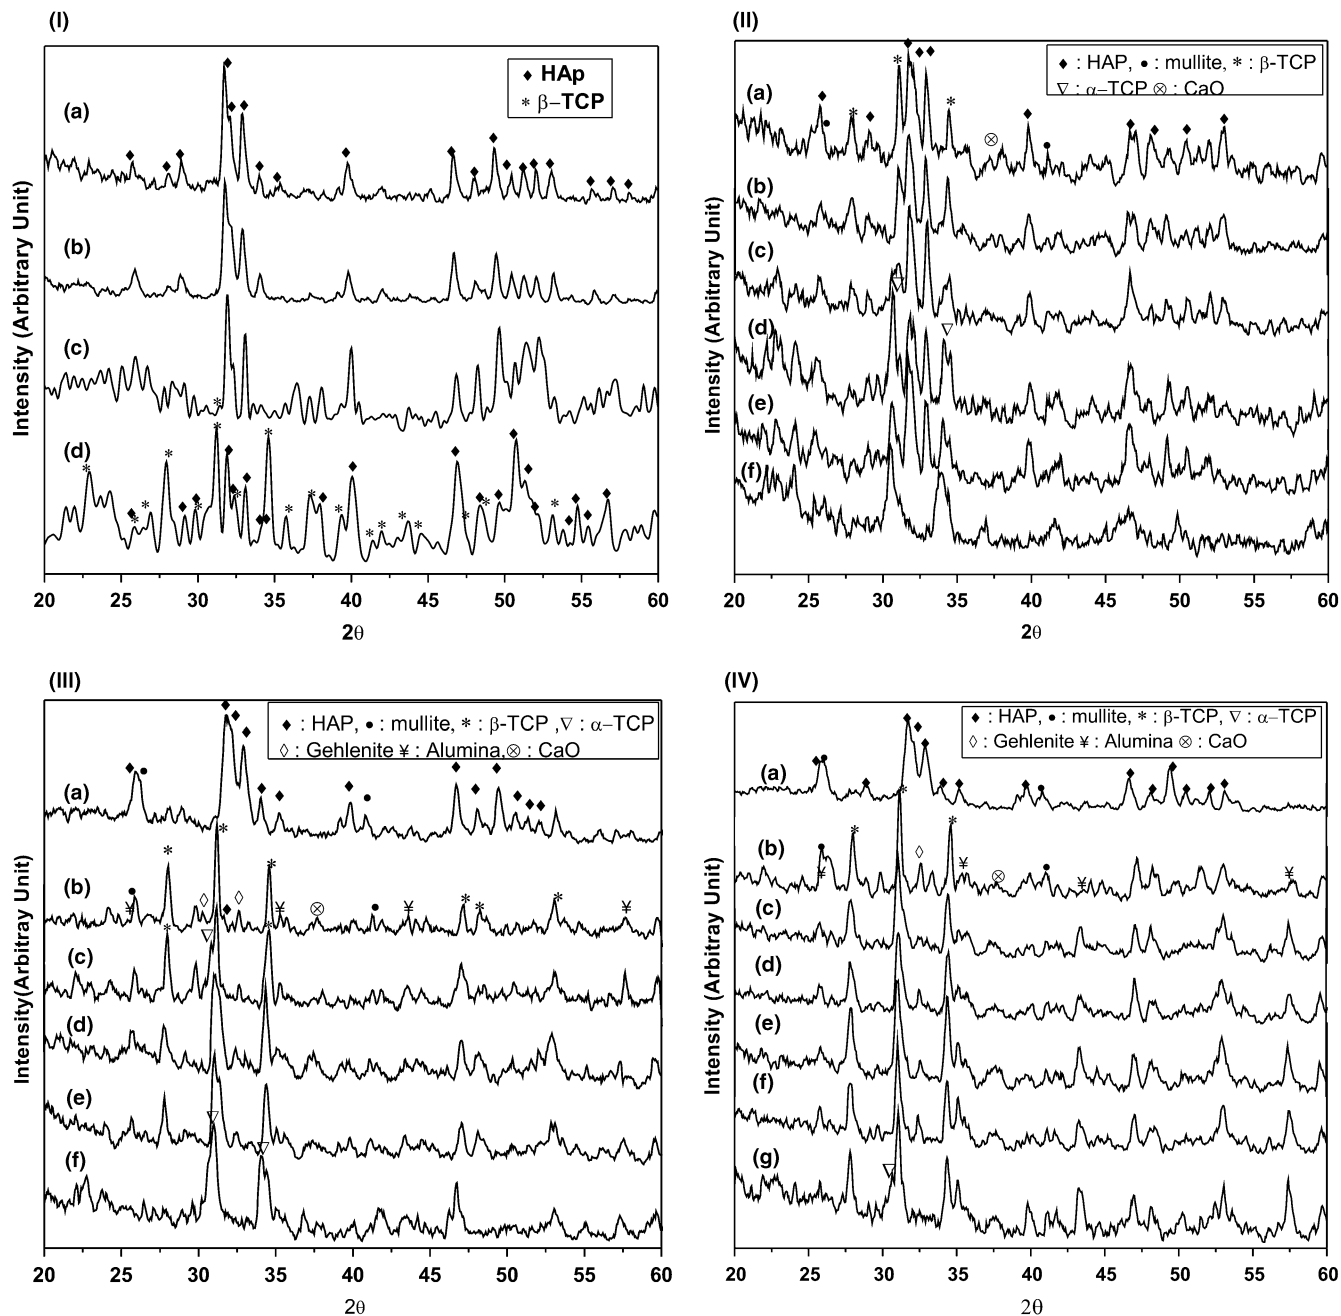 (I)
♦ HAp
* β–TCP
(a)
(b)
(c)
(d)
Intensity (Arbitrary Unit)
20 25 30 35 40 45 50 55 60
2θ
(II)
♦ : HAP, ● : mullite, * : β-TCP
▽ : α–TCP ⊗ : CaO
(a)
(b)
(c)
(d)
(e)
(f)
Intensity (Arbitrary Unit)
20 25 30 35 40 45 50 55 60
2θ
(III)
♦ : HAP, ● : mullite, * : β-TCP ,▽ : α–TCP
◊ : Gehlenite ¥ : Alumina,⊗ : CaO
(a)
(b)
(c)
(d)
(e)
(f)
Intensity(Arbitray Unit)
20 25 30 35 40 45 50 55 60
2θ
(IV)
♦ : HAP, ● : mullite, * : β-TCP, ▽ : α–TCP
◊ : Gehlenite ¥ : Alumina ⊗ : CaO
(a)
(b)
(c)
(d)
(e)
(f)
(g)
Intensity (Arbitray Unit)
20 25 30 35 40 45 50 55 60
2θ